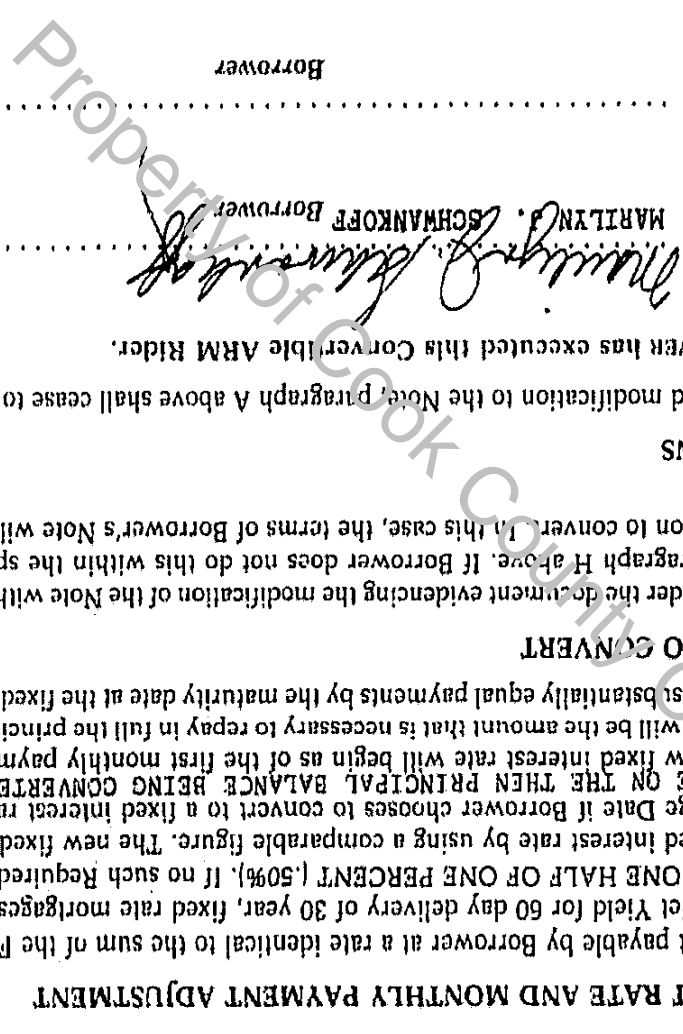 T RATE AND MONTHLY PAYMENT ADJUSTMENT
t payable by Borrower at a rate identical to the sum of the F
et Yield for 60 day delivery of 30 year, fixed rate mortgages
ONE HALF OF ONE PERCENT (.50%). If no such Required
ed interest rate by using a comparable figure. The new fixed
ge Date if Borrower chooses to convert to a fixed interest ra
E ON THE THEN PRINCIPAL BALANCE BEING CONVERTE
w fixed interest rate will begin as of the first monthly paym
will be the amount that is necessary to repay in full the princi
substantially equal payments by the maturity date at the fixed
O CONVERT
der the document evidencing the modification of the Note with
ragraph H above. If Borrower does not do this within the sp
on to convert. In this case, the terms of Borrower's Note will
NS
d modified to the Note, paragraph A above shall cease to
VER has executed this Convertible ARM Rider.
Marilyn J. Schwankoff
MARILYN J. SCHWANKOFF Borrower
Borrower
Property of Cook County C